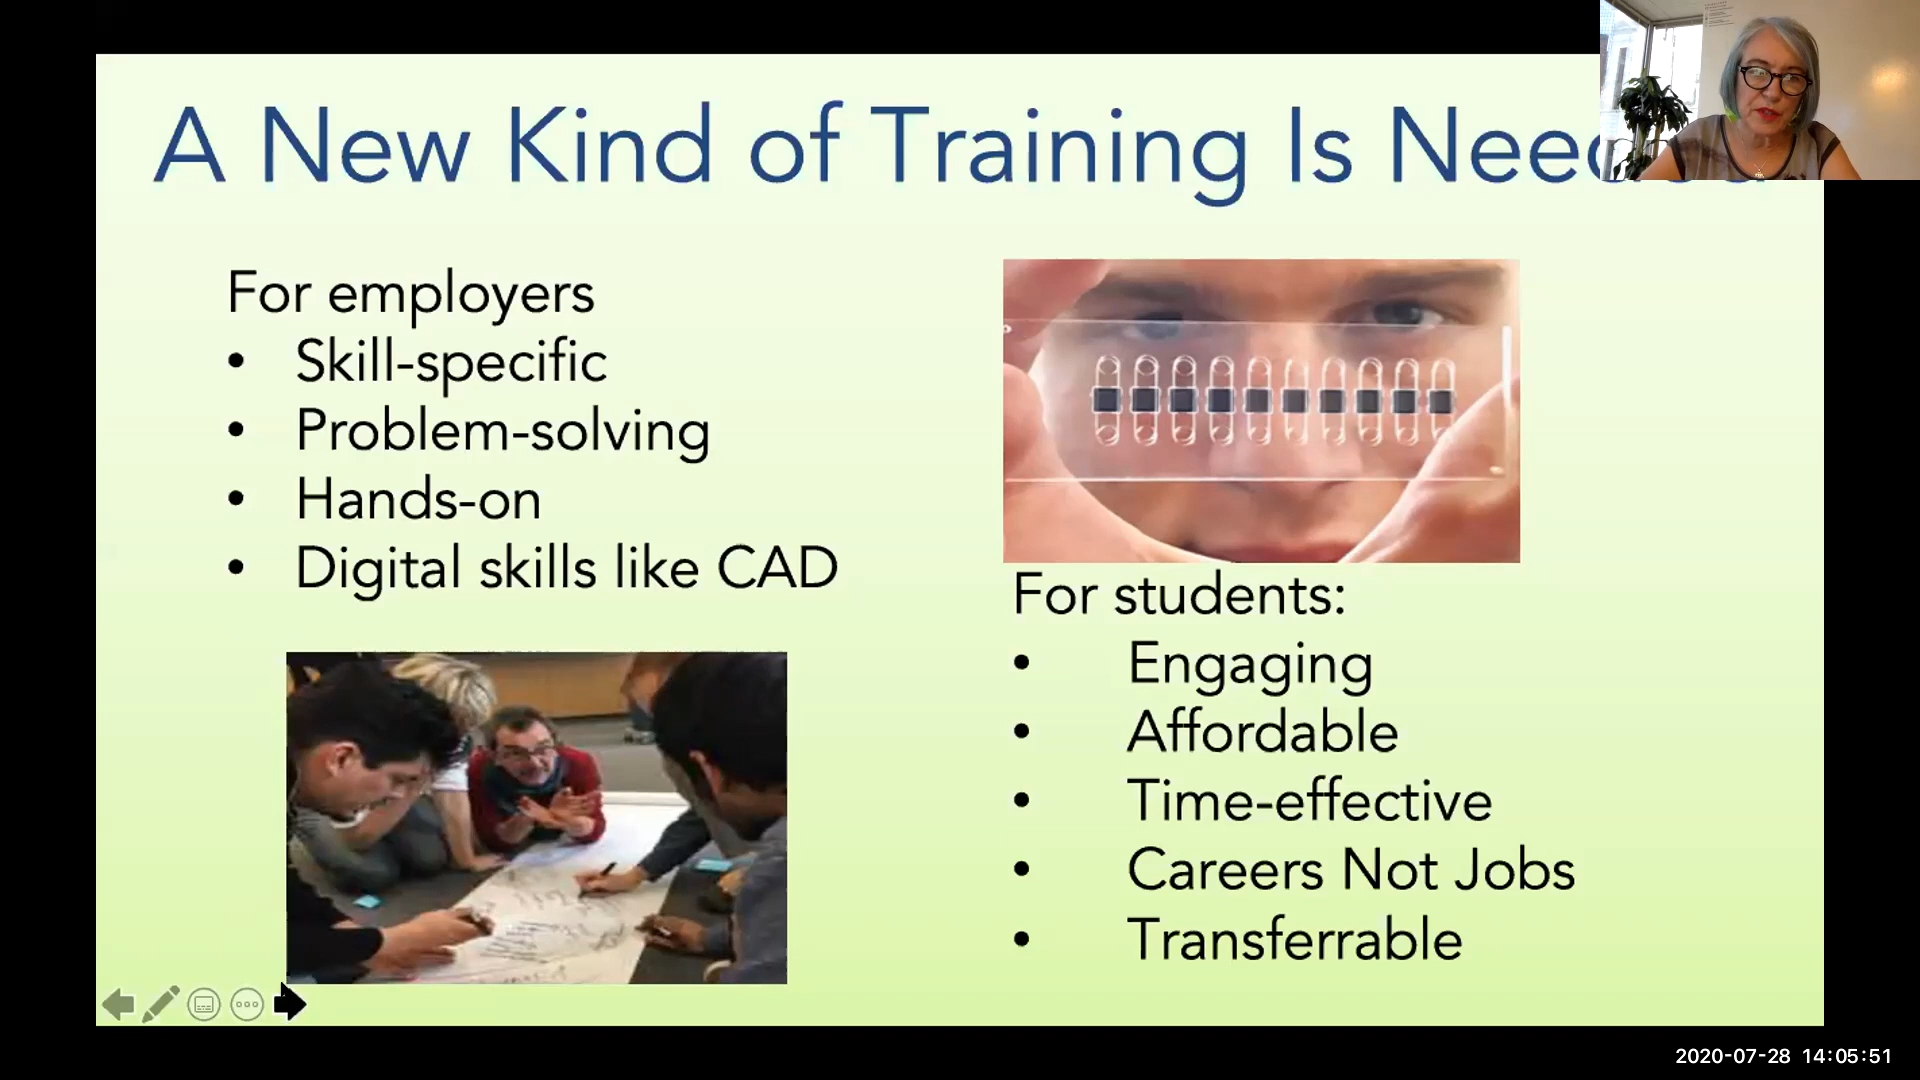 A New Kind of Training Is Needed
For employers
• Skill-specific
• Problem-solving
• Hands-on
• Digital skills like CAD
For students:
• Engaging
• Affordable
• Time-effective
• Careers Not Jobs
• Transferrable
2020-07-28 14:05:51